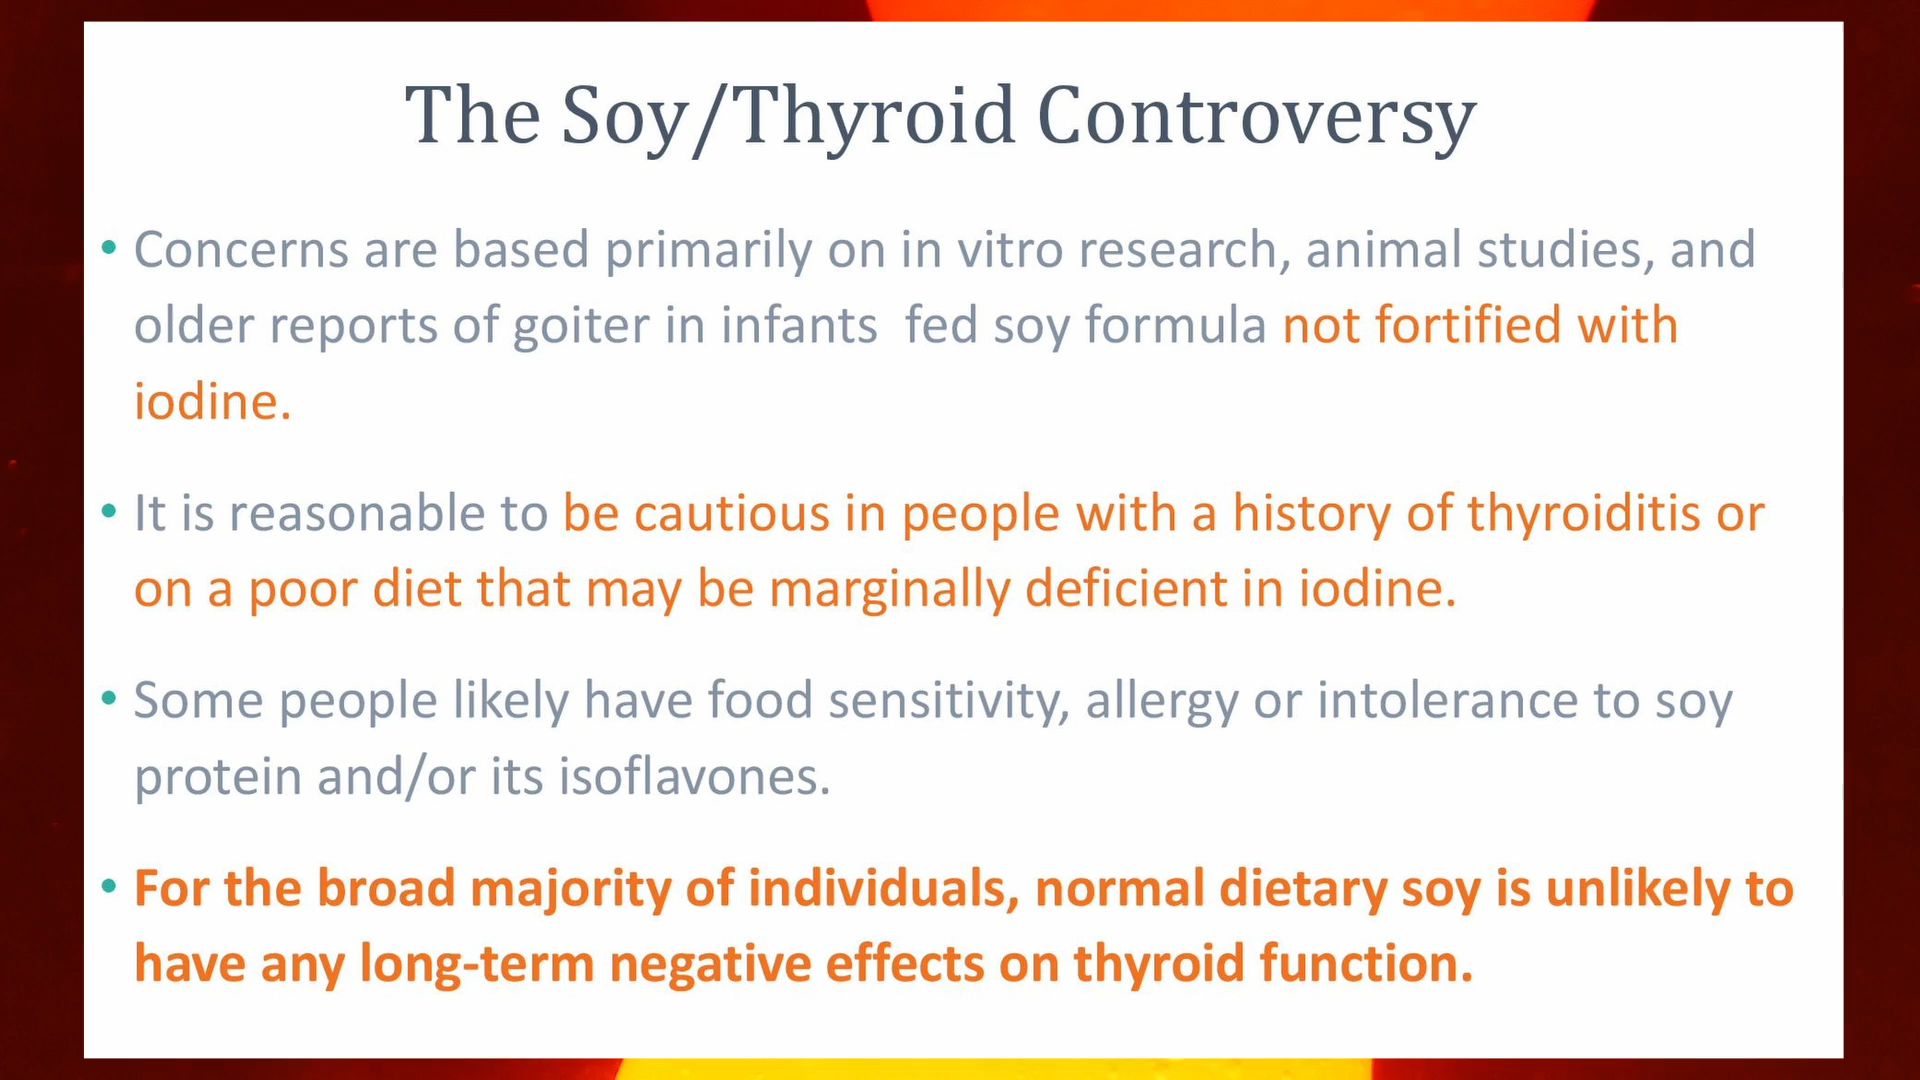 The Soy/Thyroid Controversy
• Concerns are based primarily on in vitro research, animal studies, and
older reports of goiter in infants  fed soy formula not fortified with
iodine.
• It is reasonable to be cautious in people with a history of thyroiditis or
on a poor diet that may be marginally deficient in iodine.
• Some people likely have food sensitivity, allergy or intolerance to soy
protein and/or its isoflavones.
• For the broad majority of individuals, normal dietary soy is unlikely to
have any long-term negative effects on thyroid function.